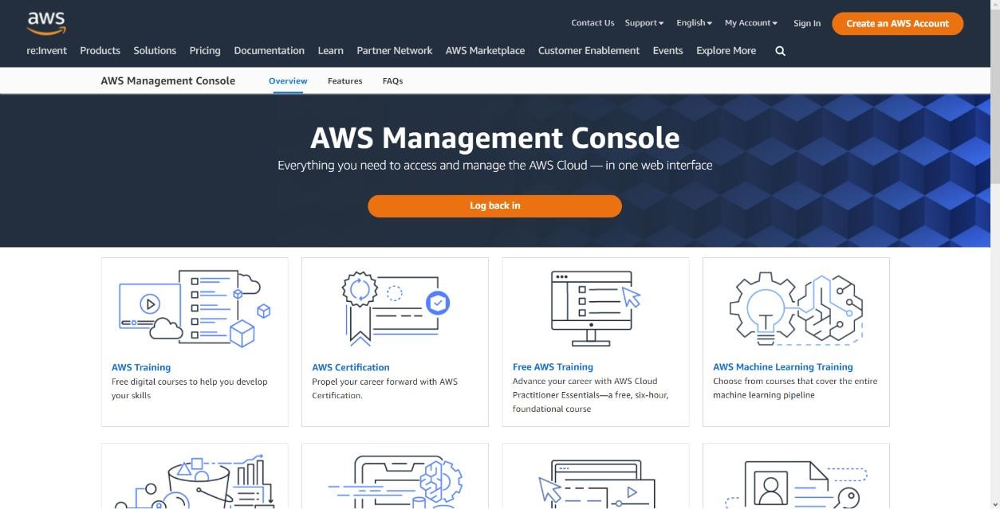 aws
Contact Us Support English My Account Sign In Create an AWS Account
re:Invent Products Solutions Pricing Documentation Learn Partner Network AWS Marketplace Customer Enablement Events Explore More
AWS Management Console Overview Features FAQs
AWS Management Console
Everything you need to access and manage the AWS Cloud — in one web interface
Log back in
AWS Training
Free digital courses to help you develop
your skills
AWS Certification
Propel your career forward with AWS
Certification.
Free AWS Training
Advance your career with AWS Cloud
Practitioner Essentials—a free, six-hour,
foundational course
AWS Machine Learning Training
Choose from courses that cover the entire
machine learning pipeline